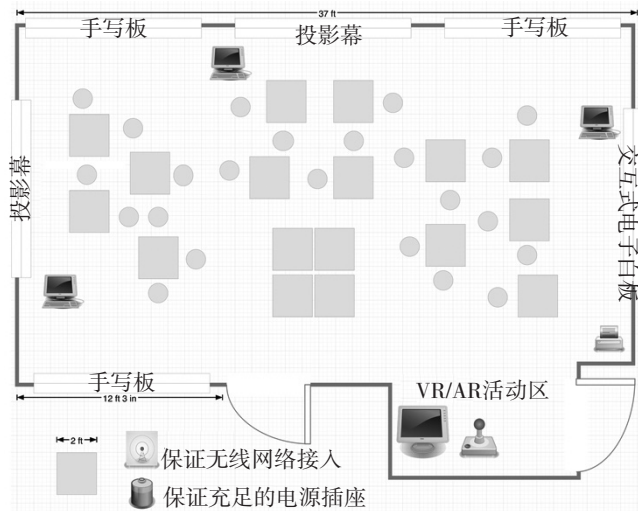 37 ft
手写板
投影幕
手写板
投影幕
交互式电子白板
手写板
12 ft 3 in
VR/AR活动区
2 ft
保证无线网络接入
保证充足的电源插座